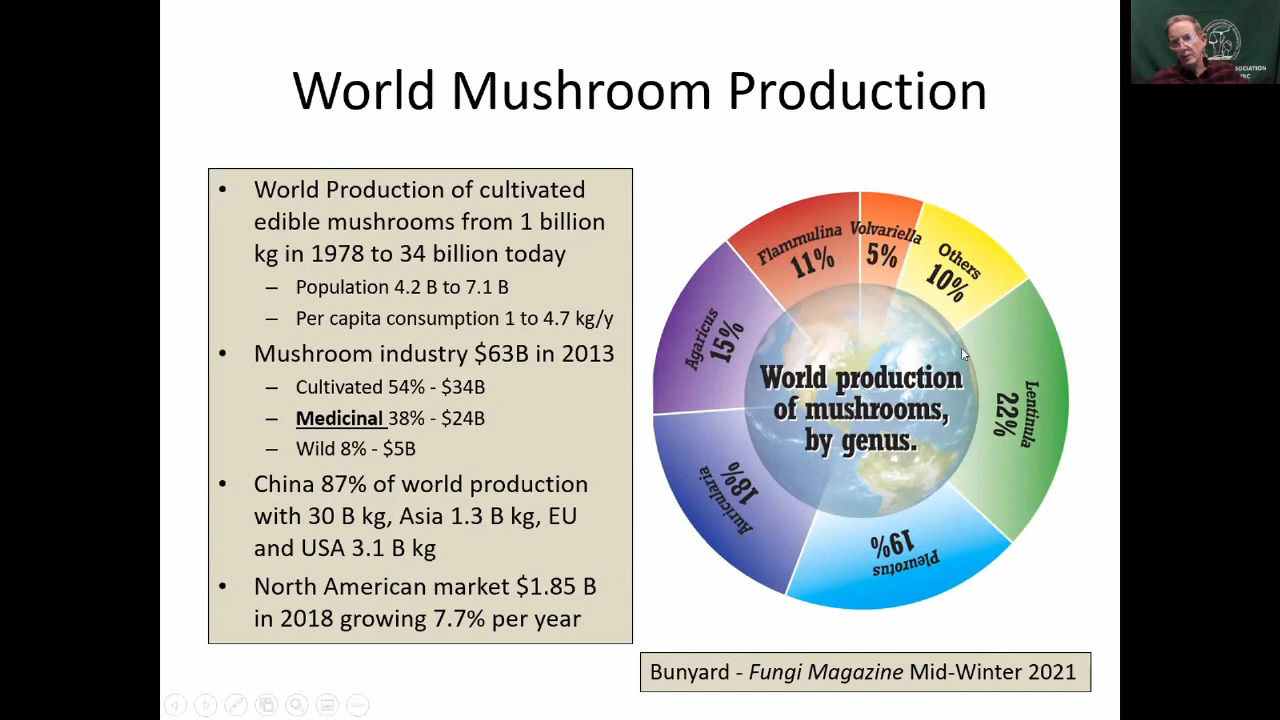 World Mushroom Production
• World Production of cultivated
edible mushrooms from 1 billion
kg in 1978 to 34 billion today
– Population 4.2 B to 7.1 B
– Per capita consumption 1 to 4.7 kg/y
• Mushroom industry $63B in 2013
– Cultivated 54% - $34B
– Medicinal 38% - $24B
– Wild 8% - $5B
• China 87% of world production
with 30 B kg, Asia 1.3 B kg, EU
and USA 3.1 B kg
• North American market $1.85 B
in 2018 growing 7.7% per year
Flammulina
11%
Volvariella
5%
Others
10%
Agaricus
15%
Lentinula
22%
World production
of mushrooms,
by genus.
Auricularia
18%
Pleurotus
19%
Bunyard - Fungi Magazine Mid-Winter 2021
SOCIATION
INC